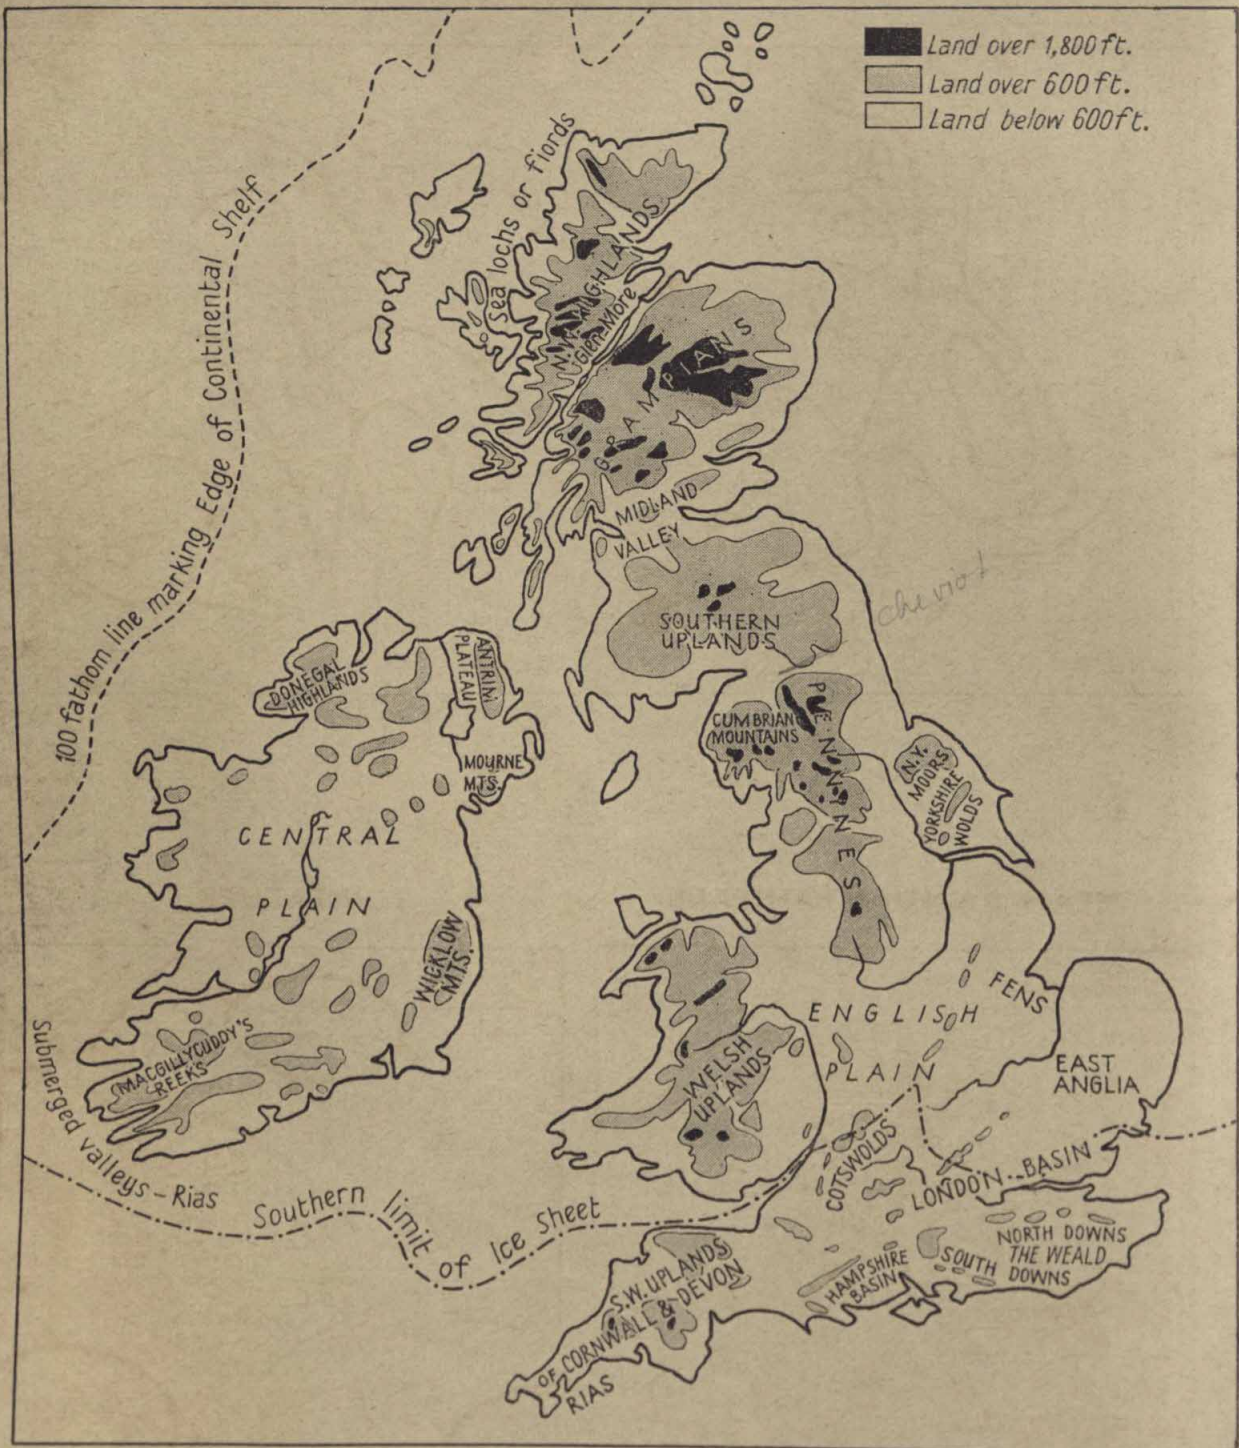 Land over 1,800 ft.
Land over 600 ft.
Land below 600 ft.
100 fathom line marking Edge of Continental Shelf
Sea lochs or fiords
N.W. HIGHLANDS
Glen More
GRAMPIANS
MIDLAND
VALLEY
cheviot
SOUTHERN
UPLANDS
DONEGAL
HIGHLANDS
ANTRIM
PLATEAU
MOURNE
MTS.
CUMBRIAN
MOUNTAINS
PENNINES
N.Y.
MOURS
YORKSHIRE
WOLDS
CENTRAL
PLAIN
WICKLOW
MTS.
MACGILLYCUDDY'S
REEKS
Submerged valleys - Rias
WELSH
UPLANDS
ENGLISH
PLAIN
FENS
EAST
ANGLIA
COTSWOLDS
LONDON BASIN
Southern limit of Ice Sheet
NORTH DOWNS
THE WEALD
SOUTH DOWNS
HAMPSHIRE
BASIN
S.W. UPLANDS
OF CORNWALL & DEVON
RIAS